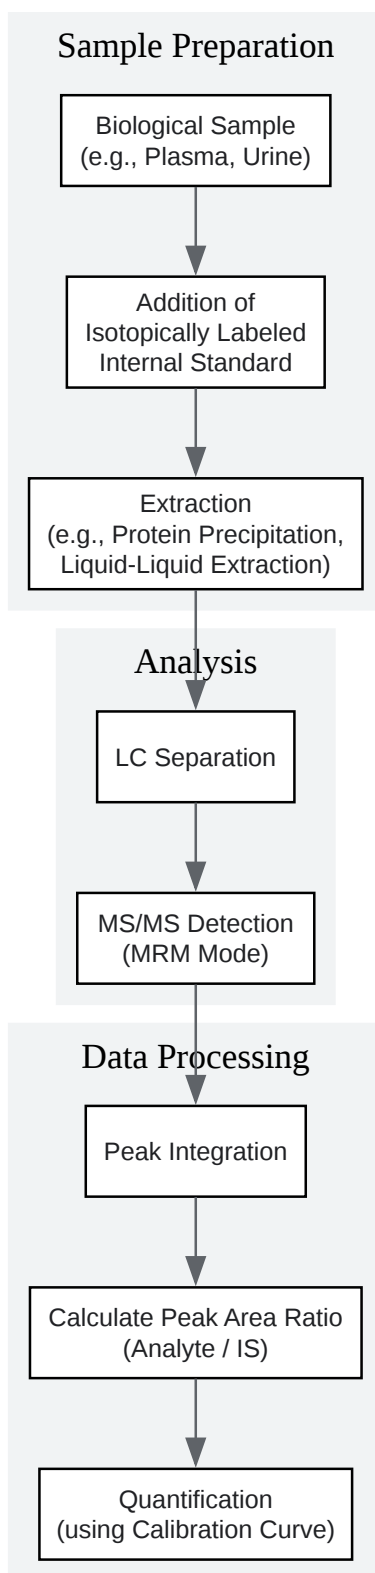 Sample Preparation
Biological Sample
(e.g., Plasma, Urine)
Addition of
Isotopically Labeled
Internal Standard
Extraction
(e.g., Protein Precipitation,
Liquid-Liquid Extraction)
Analysis
LC Separation
MS/MS Detection
(MRM Mode)
Data Processing
Peak Integration
Calculate Peak Area Ratio
(Analyte / IS)
Quantification
(using Calibration Curve)